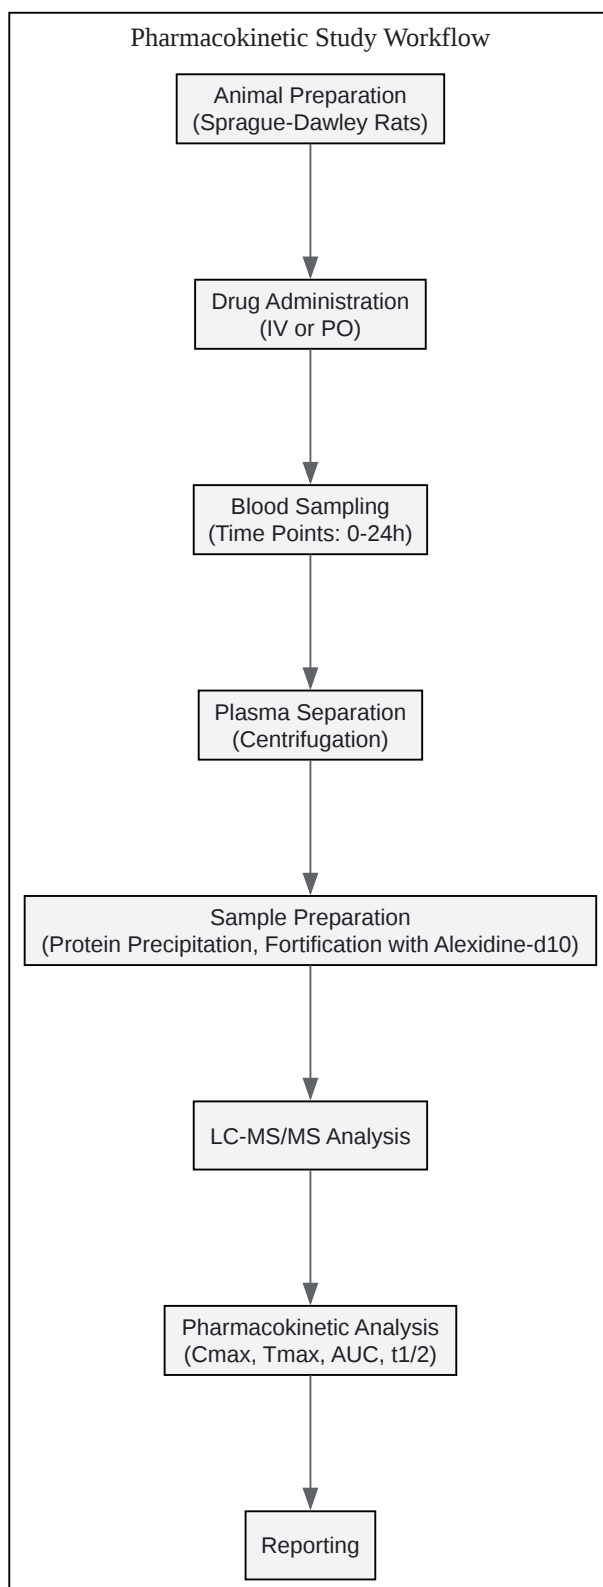 Pharmacokinetic Study Workflow
Animal Preparation
(Sprague-Dawley Rats)
Drug Administration
(IV or PO)
Blood Sampling
(Time Points: 0-24h)
Plasma Separation
(Centrifugation)
Sample Preparation
(Protein Precipitation, Fortification with Alexidine-d10)
LC-MS/MS Analysis
Pharmacokinetic Analysis
(Cmax, Tmax, AUC, t1/2)
Reporting